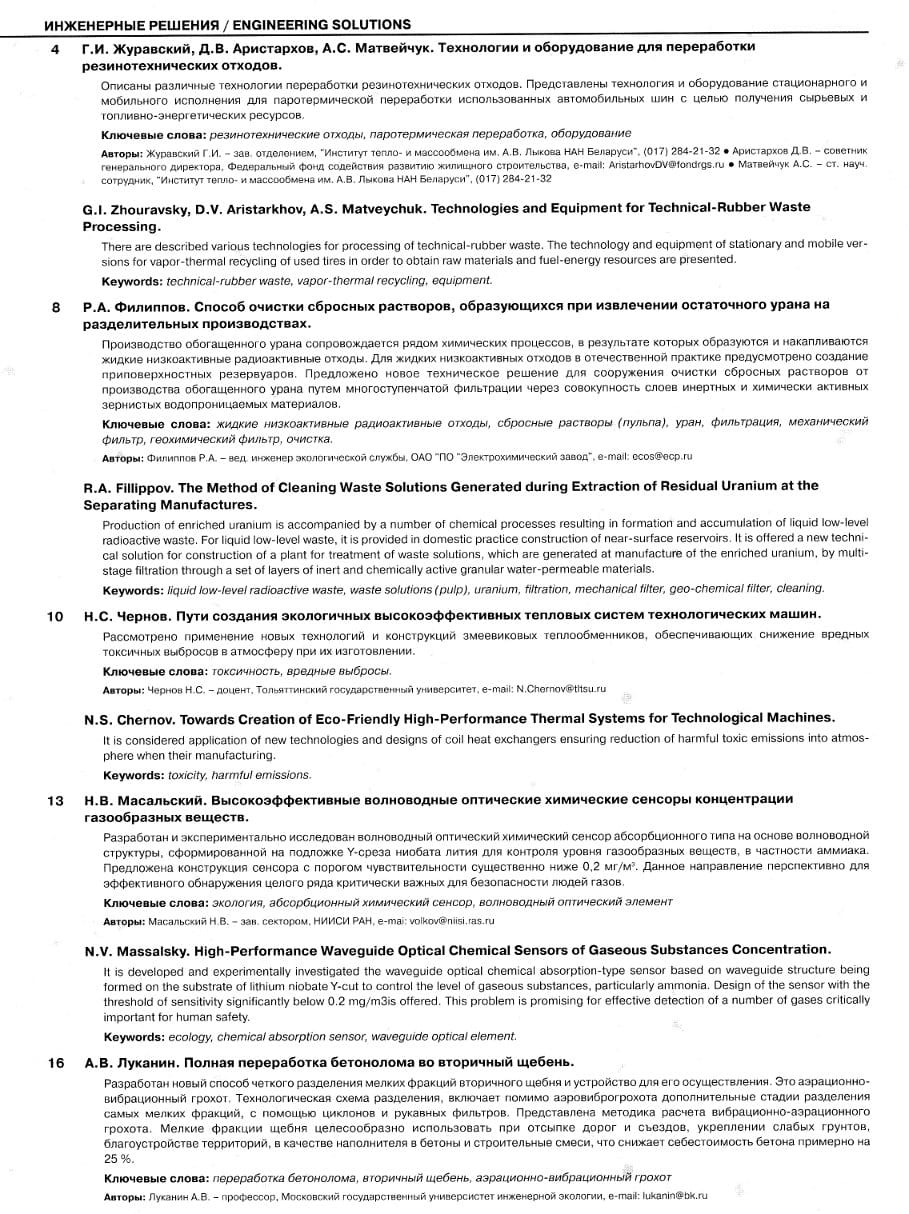 ИНЖЕНЕРНЫЕ РЕШЕНИЯ / ENGINEERING SOLUTIONS
4 Г.И. Журавский, Д.В. Аристархов, А.С. Матвейчук. Технологии и оборудование для переработки
резинотехнических отходов.
Описаны различные технологии переработки резинотехнических отходов. Представлены технология и оборудование стационарного и
мобильного исполнения для паротермической переработки использованных автомобильных шин с целью получения сырьевых и
топливно-энергетических ресурсов.
Ключевые слова: резинотехнические отходы, паротермическая переработка, оборудование
Авторы: Журавский Г.И. – зав. отделением, "Институт тепло- и массообмена им. А.В. Лыкова НАН Беларуси", (017) 284-21-32 ● Аристархов Д.В. – советник
генерального директора, Федеральный фонд содействия развитию жилищного строительства, e-mail: AristarhovDV@fondrgs.ru ● Матвейчук А.С. – ст. науч.
сотрудник, "Институт тепло- и массообмена им. А.В. Лыкова НАН Беларуси", (017) 284-21-32
G.I. Zhouravsky, D.V. Aristarkhov, A.S. Matveychuk. Technologies and Equipment for Technical-Rubber Waste
Processing.
There are described various technologies for processing of technical-rubber waste. The technology and equipment of stationary and mobile ver-
sions for vapor-thermal recycling of used tires in order to obtain raw materials and fuel-energy resources are presented.
Keywords: technical-rubber waste, vapor-thermal recycling, equipment.
8 Р.А. Филиппов. Способ очистки сбросных растворов, образующихся при извлечении остаточного урана на
разделительных производствах.
Производство обогащенного урана сопровождается рядом химических процессов, в результате которых образуются и накапливаются
жидкие низкоактивные радиоактивные отходы. Для жидких низкоактивных отходов в отечественной практике предусмотрено создание
приповерхностных резервуаров. Предложено новое техническое решение для сооружения очистки сбросных растворов от
производства обогащенного урана путем многоступенчатой фильтрации через совокупность слоев инертных и химически активных
зернистых водопроницаемых материалов.
Ключевые слова: жидкие низкоактивные радиоактивные отходы, сбросные растворы (пульпа), уран, фильтрация, механический
фильтр, геохимический фильтр, очистка.
Авторы: Филиппов Р.А. – вед. инженер экологической службы, ОАО "ПО "Электрохимический завод", e-mail: ecos@ecp.ru
R.A. Fillippov. The Method of Cleaning Waste Solutions Generated during Extraction of Residual Uranium at the
Separating Manufactures.
Production of enriched uranium is accompanied by a number of chemical processes resulting in formation and accumulation of liquid low-level
radioactive waste. For liquid low-level waste, it is provided in domestic practice construction of near-surface reservoirs. It is offered a new techni-
cal solution for construction of a plant for treatment of waste solutions, which are generated at manufacture of the enriched uranium, by multi-
stage filtration through a set of layers of inert and chemically active granular water-permeable materials.
Keywords: liquid low-level radioactive waste, waste solutions (pulp), uranium, filtration, mechanical filter, geo-chemical filter, cleaning.
10 Н.С. Чернов. Пути создания экологичных высокоэффективных тепловых систем технологических машин.
Рассмотрено применение новых технологий и конструкций змеевиковых теплообменников, обеспечивающих снижение вредных
токсичных выбросов в атмосферу при их изготовлении.
Ключевые слова: токсичность, вредные выбросы.
Авторы: Чернов Н.С. – доцент, Тольяттинский государственный университет, e-mail: N.Chernov@tltsu.ru
N.S. Chernov. Towards Creation of Eco-Friendly High-Performance Thermal Systems for Technological Machines.
It is considered application of new technologies and designs of coil heat exchangers ensuring reduction of harmful toxic emissions into atmos-
phere when their manufacturing.
Keywords: toxicity, harmful emissions.
13 Н.В. Масальский. Высокоэффективные волноводные оптические химические сенсоры концентрации
газообразных веществ.
Разработан и экспериментально исследован волноводный оптический химический сенсор абсорбционного типа на основе волноводной
структуры, сформированной на подложке Y-среза ниобата лития для контроля уровня газообразных веществ, в частности аммиака.
Предложена конструкция сенсора с порогом чувствительности существенно ниже 0,2 мг/м³. Данное направление перспективно для
эффективного обнаружения целого ряда критически важных для безопасности людей газов.
Ключевые слова: экология, абсорбционный химический сенсор, волноводный оптический элемент
Авторы: Масальский Н.В. – зав. сектором, НИИСИ РАН, e-mai: volkov@niisi.ras.ru
N.V. Massalsky. High-Performance Waveguide Optical Chemical Sensors of Gaseous Substances Concentration.
It is developed and experimentally investigated the waveguide optical chemical absorption-type sensor based on waveguide structure being
formed on the substrate of lithium niobate Y-cut to control the level of gaseous substances, particularly ammonia. Design of the sensor with the
threshold of sensitivity significantly below 0.2 mg/m3is offered. This problem is promising for effective detection of a number of gases critically
important for human safety.
Keywords: ecology, chemical absorption sensor, waveguide optical element.
16 А.В. Луканин. Полная переработка бетонолома во вторичный щебень.
Разработан новый способ четкого разделения мелких фракций вторичного щебня и устройство для его осуществления. Это аэрационно-
вибрационный грохот. Технологическая схема разделения, включает помимо аэровиброгрохота дополнительные стадии разделения
самых мелких фракций, с помощью циклонов и рукавных фильтров. Представлена методика расчета вибрационно-аэрационного
грохота. Мелкие фракции щебня целесообразно использовать при отсыпке дорог и съездов, укреплении слабых грунтов,
благоустройстве территорий, в качестве наполнителя в бетоны и строительные смеси, что снижает себестоимость бетона примерно на
25 %.
Ключевые слова: переработка бетонолома, вторичный щебень, аэрационно-вибрационный грохот
Авторы: Луканин А.В. – профессор, Московский государственный универсистет инженерной экологии, e-mail: lukanin@bk.ru